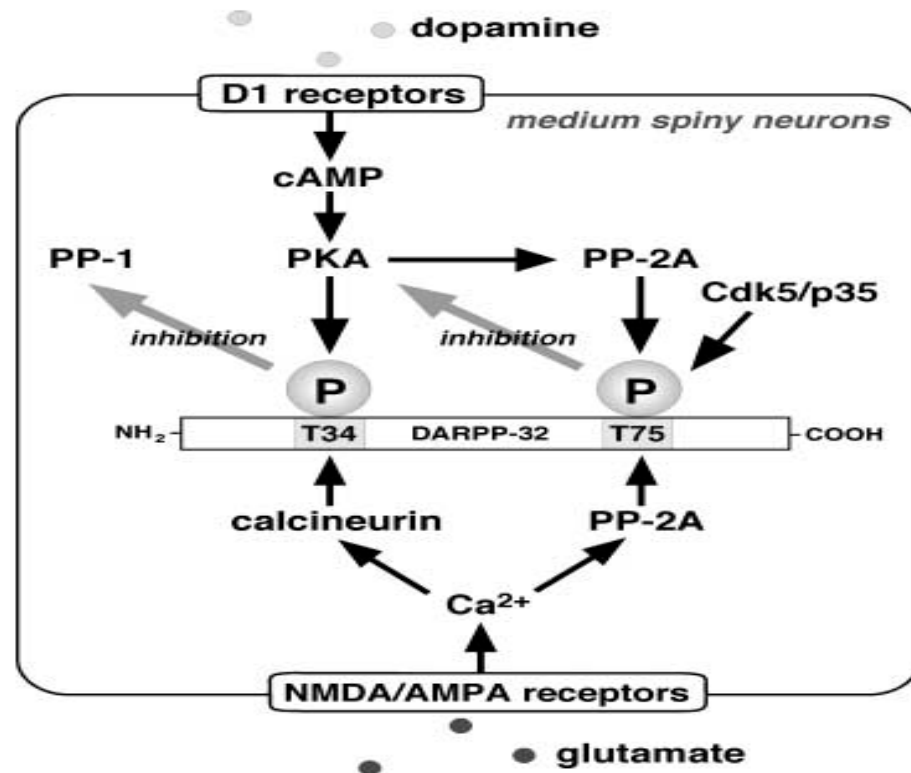 dopamine
D1 receptors
medium spiny neurons
cAMP
PP-1 PKA PP-2A
Cdk5/p35
inhibition inhibition
P P
NH₂ T34 DARPP-32 T75 COOH
calcineurin PP-2A
Ca²⁺
NMDA/AMPA receptors
glutamate